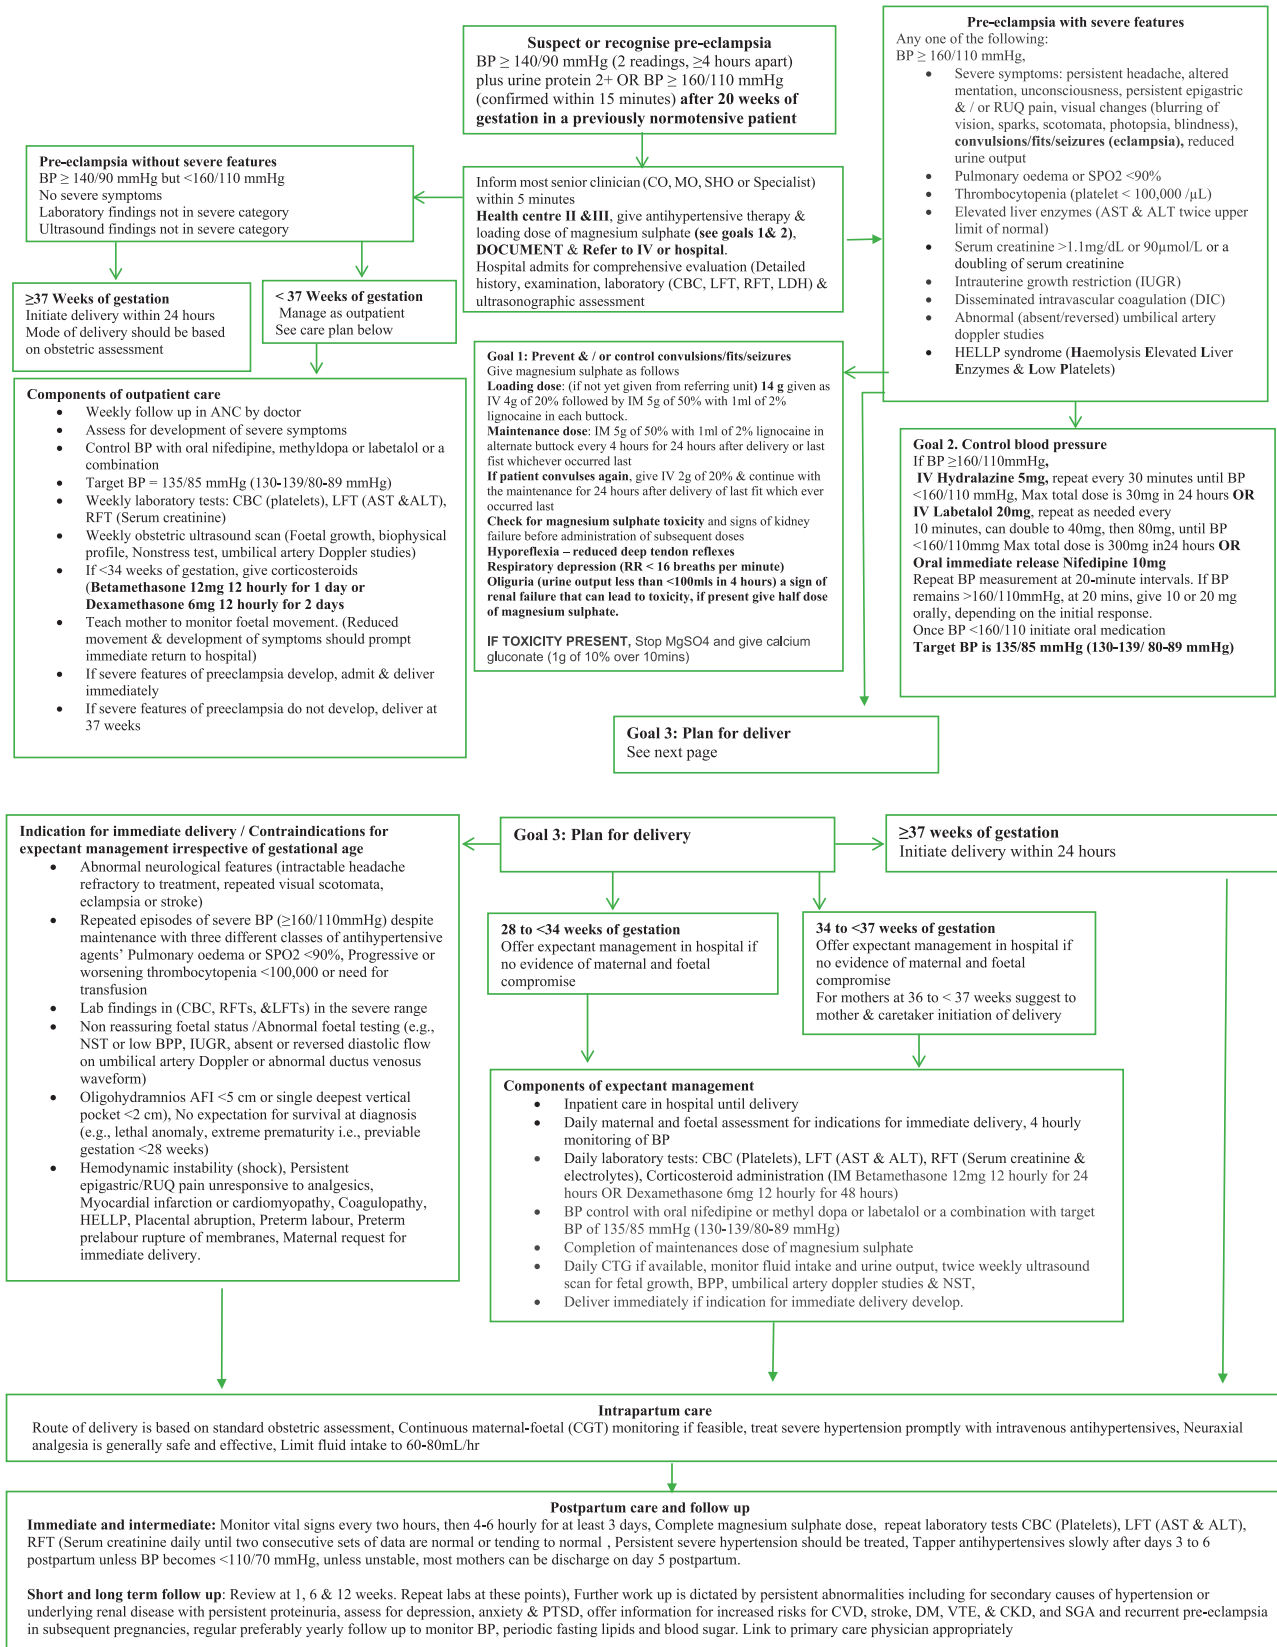 Suspect or recognise pre-eclampsia
BP ≥ 140/90 mmHg (2 readings, ≥4 hours apart)
plus urine protein 2+ OR BP ≥ 160/110 mmHg
(confirmed within 15 minutes) after 20 weeks of
gestation in a previously normotensive patient
Pre-eclampsia with severe features
Any one of the following:
BP ≥ 160/110 mmHg,
• Severe symptoms: persistent headache, altered
mentation, unconsciousness, persistent epigastric
& / or RUQ pain, visual changes (blurring of
vision, sparks, scotomata, photopsia, blindness),
convulsions/fits/seizures (eclampsia), reduced
urine output
• Pulmonary oedema or SPO2 <90%
• Thrombocytopenia (platelet < 100,000 /µL)
• Elevated liver enzymes (AST & ALT twice upper
limit of normal)
• Serum creatinine >1.1mg/dL or 90µmol/L or a
doubling of serum creatinine
• Intrauterine growth restriction (IUGR)
• Disseminated intravascular coagulation (DIC)
• Abnormal (absent/reversed) umbilical artery
doppler studies
• HELLP syndrome (Haemolysis Elevated Liver
Enzymes & Low Platelets)
Pre-eclampsia without severe features
BP ≥ 140/90 mmHg but <160/110 mmHg
No severe symptoms
Laboratory findings not in severe category
Ultrasound findings not in severe category
Inform most senior clinician (CO, MO, SHO or Specialist)
within 5 minutes
Health centre II &III, give antihypertensive therapy &
loading dose of magnesium sulphate (see goals 1& 2),
DOCUMENT & Refer to IV or hospital.
Hospital admits for comprehensive evaluation (Detailed
history, examination, laboratory (CBC, LFT, RFT, LDH) &
ultrasonographic assessment
≥37 Weeks of gestation
Initiate delivery within 24 hours
Mode of delivery should be based
on obstetric assessment
< 37 Weeks of gestation
Manage as outpatient
See care plan below
Components of outpatient care
• Weekly follow up in ANC by doctor
• Assess for development of severe symptoms
• Control BP with oral nifedipine, methyldopa or labetalol or a
combination
• Target BP = 135/85 mmHg (130-139/80-89 mmHg)
• Weekly laboratory tests: CBC (platelets), LFT (AST &ALT),
RFT (Serum creatinine)
• Weekly obstetric ultrasound scan (Foetal growth, biophysical
profile, Nonstress test, umbilical artery Doppler studies)
• If <34 weeks of gestation, give corticosteroids
(Betamethasone 12mg 12 hourly for 1 day or
Dexamethasone 6mg 12 hourly for 2 days
• Teach mother to monitor foetal movement. (Reduced
movement & development of symptoms should prompt
immediate return to hospital)
• If severe features of preeclampsia develop, admit & deliver
immediately
• If severe features of preeclampsia do not develop, deliver at
37 weeks
Goal 1: Prevent & / or control convulsions/fits/seizures
Give magnesium sulphate as follows
Loading dose: (if not yet given from referring unit) 14 g given as
IV 4g of 20% followed by IM 5g of 50% with 1ml of 2%
lignocaine in each buttock.
Maintenance dose: IM 5g of 50% with 1ml of 2% lignocaine in
alternate buttock every 4 hours for 24 hours after delivery or last
fist whichever occurred last
If patient convulses again, give IV 2g of 20% & continue with
the maintenance for 24 hours after delivery of last fit which ever
occurred last
Check for magnesium sulphate toxicity and signs of kidney
failure before administration of subsequent doses
Hyporeflexia – reduced deep tendon reflexes
Respiratory depression (RR < 16 breaths per minute)
Oliguria (urine output less than <100mls in 4 hours) a sign of
renal failure that can lead to toxicity, if present give half dose
of magnesium sulphate.
IF TOXICITY PRESENT, Stop MgSO4 and give calcium
gluconate (1g of 10% over 10mins)
Goal 2. Control blood pressure
If BP ≥160/110mmHg,
IV Hydralazine 5mg, repeat every 30 minutes until BP
<160/110 mmHg, Max total dose is 30mg in 24 hours OR
IV Labetalol 20mg, repeat as needed every
10 minutes, can double to 40mg, then 80mg, until BP
<160/110mmg Max total dose is 300mg in24 hours OR
Oral immediate release Nifedipine 10mg
Repeat BP measurement at 20-minute intervals. If BP
remains >160/110mmHg, at 20 mins, give 10 or 20 mg
orally, depending on the initial response.
Once BP <160/110 initiate oral medication
Target BP is 135/85 mmHg (130-139/ 80-89 mmHg)
Goal 3: Plan for deliver
See next page
Indication for immediate delivery / Contraindications for
expectant management irrespective of gestational age
• Abnormal neurological features (intractable headache
refractory to treatment, repeated visual scotomata,
eclampsia or stroke)
• Repeated episodes of severe BP (≥160/110mmHg) despite
maintenance with three different classes of antihypertensive
agents’ Pulmonary oedema or SPO2 <90%, Progressive or
worsening thrombocytopenia <100,000 or need for
transfusion
• Lab findings in (CBC, RFTs, &LFTs) in the severe range
• Non reassuring foetal status /Abnormal foetal testing (e.g.,
NST or low BPP, IUGR, absent or reversed diastolic flow
on umbilical artery Doppler or abnormal ductus venosus
waveform)
• Oligohydramnios AFI <5 cm or single deepest vertical
pocket <2 cm), No expectation for survival at diagnosis
(e.g., lethal anomaly, extreme prematurity i.e., previable
gestation <28 weeks)
• Hemodynamic instability (shock), Persistent
epigastric/RUQ pain unresponsive to analgesics,
Myocardial infarction or cardiomyopathy, Coagulopathy,
HELLP, Placental abruption, Preterm labour, Preterm
prelabour rupture of membranes, Maternal request for
immediate delivery.
Goal 3: Plan for delivery
≥37 weeks of gestation
Initiate delivery within 24 hours
28 to <34 weeks of gestation
Offer expectant management in hospital if
no evidence of maternal and foetal
compromise
34 to <37 weeks of gestation
Offer expectant management in hospital if
no evidence of maternal and foetal
compromise
For mothers at 36 to < 37 weeks suggest to
mother & caretaker initiation of delivery
Components of expectant management
• Inpatient care in hospital until delivery
• Daily maternal and foetal assessment for indications for immediate delivery, 4 hourly
monitoring of BP
• Daily laboratory tests: CBC (Platelets), LFT (AST & ALT), RFT (Serum creatinine &
electrolytes), Corticosteroid administration (IM Betamethasone 12mg 12 hourly for 24
hours OR Dexamethasone 6mg 12 hourly for 48 hours)
• BP control with oral nifedipine or methyl dopa or labetalol or a combination with target
BP of 135/85 mmHg (130-139/80-89 mmHg)
• Completion of maintenances dose of magnesium sulphate
• Daily CTG if available, monitor fluid intake and urine output, twice weekly ultrasound
scan for fetal growth, BPP, umbilical artery doppler studies & NST,
• Deliver immediately if indication for immediate delivery develop.
Intrapartum care
Route of delivery is based on standard obstetric assessment, Continuous maternal-foetal (CGT) monitoring if feasible, treat severe hypertension promptly with intravenous antihypertensives, Neuraxial
analgesia is generally safe and effective, Limit fluid intake to 60-80mL/hr
Postpartum care and follow up
Immediate and intermediate: Monitor vital signs every two hours, then 4-6 hourly for at least 3 days, Complete magnesium sulphate dose, repeat laboratory tests CBC (Platelets), LFT (AST & ALT),
RFT (Serum creatinine daily until two consecutive sets of data are normal or tending to normal , Persistent severe hypertension should be treated, Tapper antihypertensives slowly after days 3 to 6
postpartum unless BP becomes <110/70 mmHg, unless unstable, most mothers can be discharge on day 5 postpartum.
Short and long term follow up: Review at 1, 6 & 12 weeks. Repeat labs at these points), Further work up is dictated by persistent abnormalities including for secondary causes of hypertension or
underlying renal disease with persistent proteinuria, assess for depression, anxiety & PTSD, offer information for increased risks for CVD, stroke, DM, VTE, & CKD, and SGA and recurrent pre-eclampsia
in subsequent pregnancies, regular preferably yearly follow up to monitor BP, periodic fasting lipids and blood sugar. Link to primary care physician appropriately